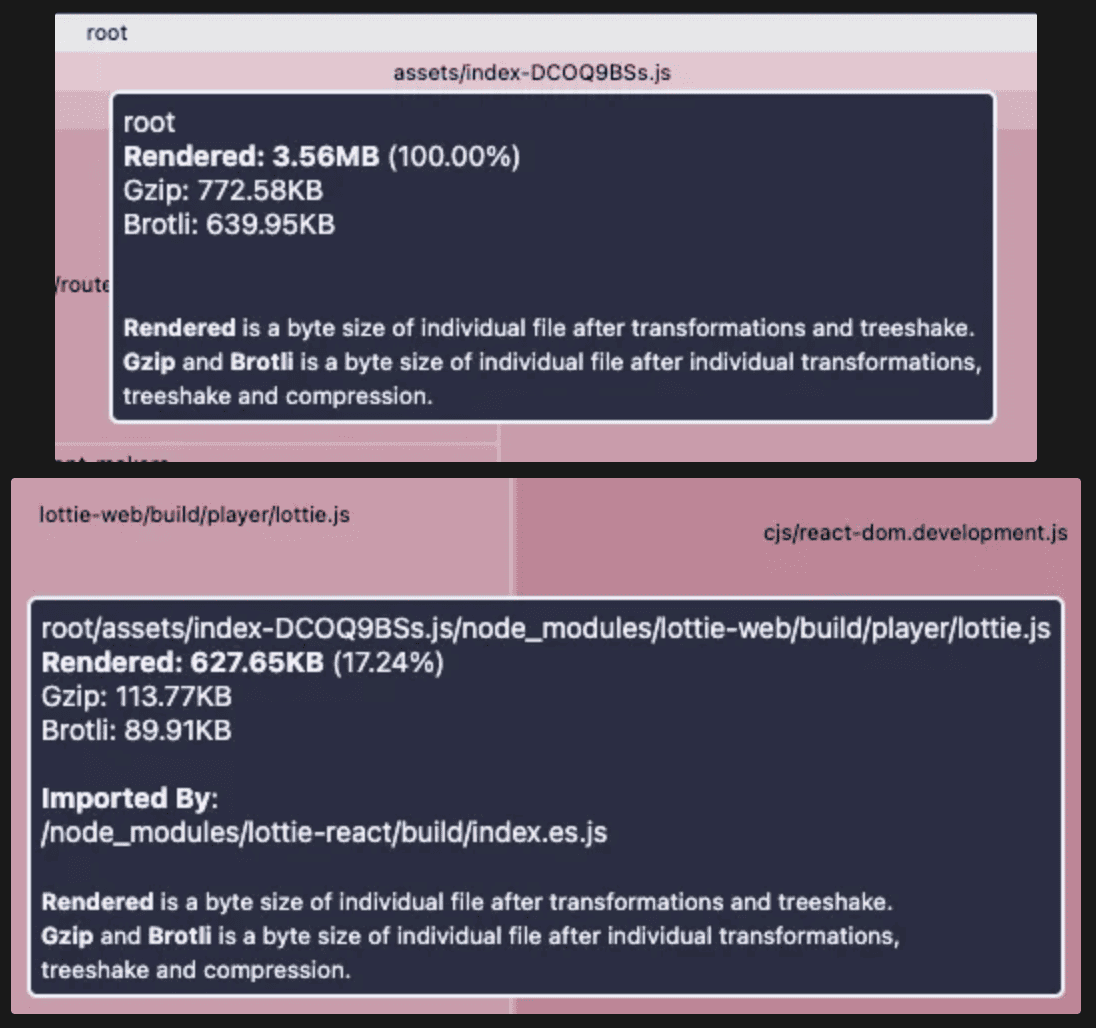 root
assets/index-DCOQ9BSs.js
root
Rendered: 3.56MB (100.00%)
Gzip: 772.58KB
Brotli: 639.95KB
/route
Rendered is a byte size of individual file after transformations and treeshake.
Gzip and Brotli is a byte size of individual file after individual transformations,
treeshake and compression.
lottie-web/build/player/lottie.js
cjs/react-dom.development.js
root/assets/index-DCOQ9BSs.js/node_modules/lottie-web/build/player/lottie.js
Rendered: 627.65KB (17.24%)
Gzip: 113.77KB
Brotli: 89.91KB
Imported By:
/node_modules/lottie-react/build/index.es.js
Rendered is a byte size of individual file after transformations and treeshake.
Gzip and Brotli is a byte size of individual file after individual transformations,
treeshake and compression.